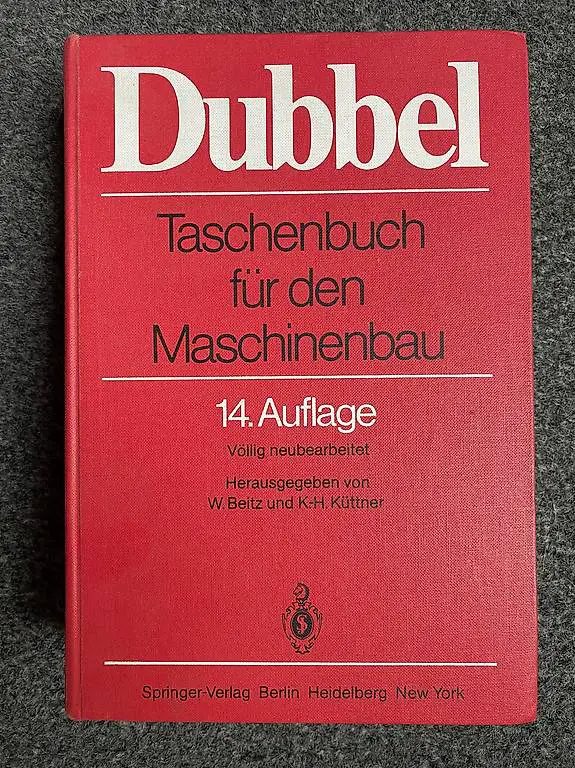 Dubbel
Taschenbuch
für den
Maschinenbau
14. Auflage
Völlig neubearbeitet
Herausgegeben von
W. Beitz und K.-H. Küttner
Springer-Verlag Berlin Heidelberg New York